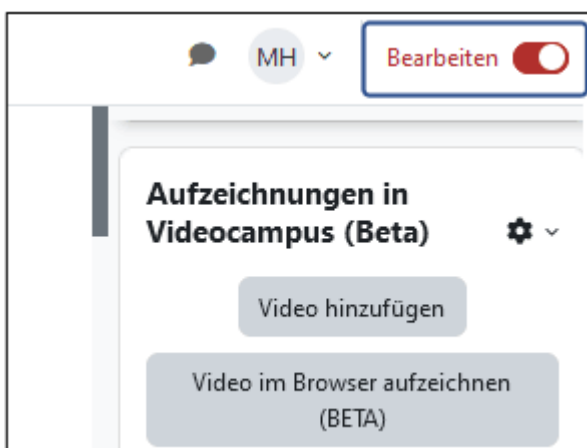 MH Bearbeiten
Aufzeichnungen in
Videocampus (Beta)
Video hinzufügen
Video im Browser aufzeichnen
(BETA)